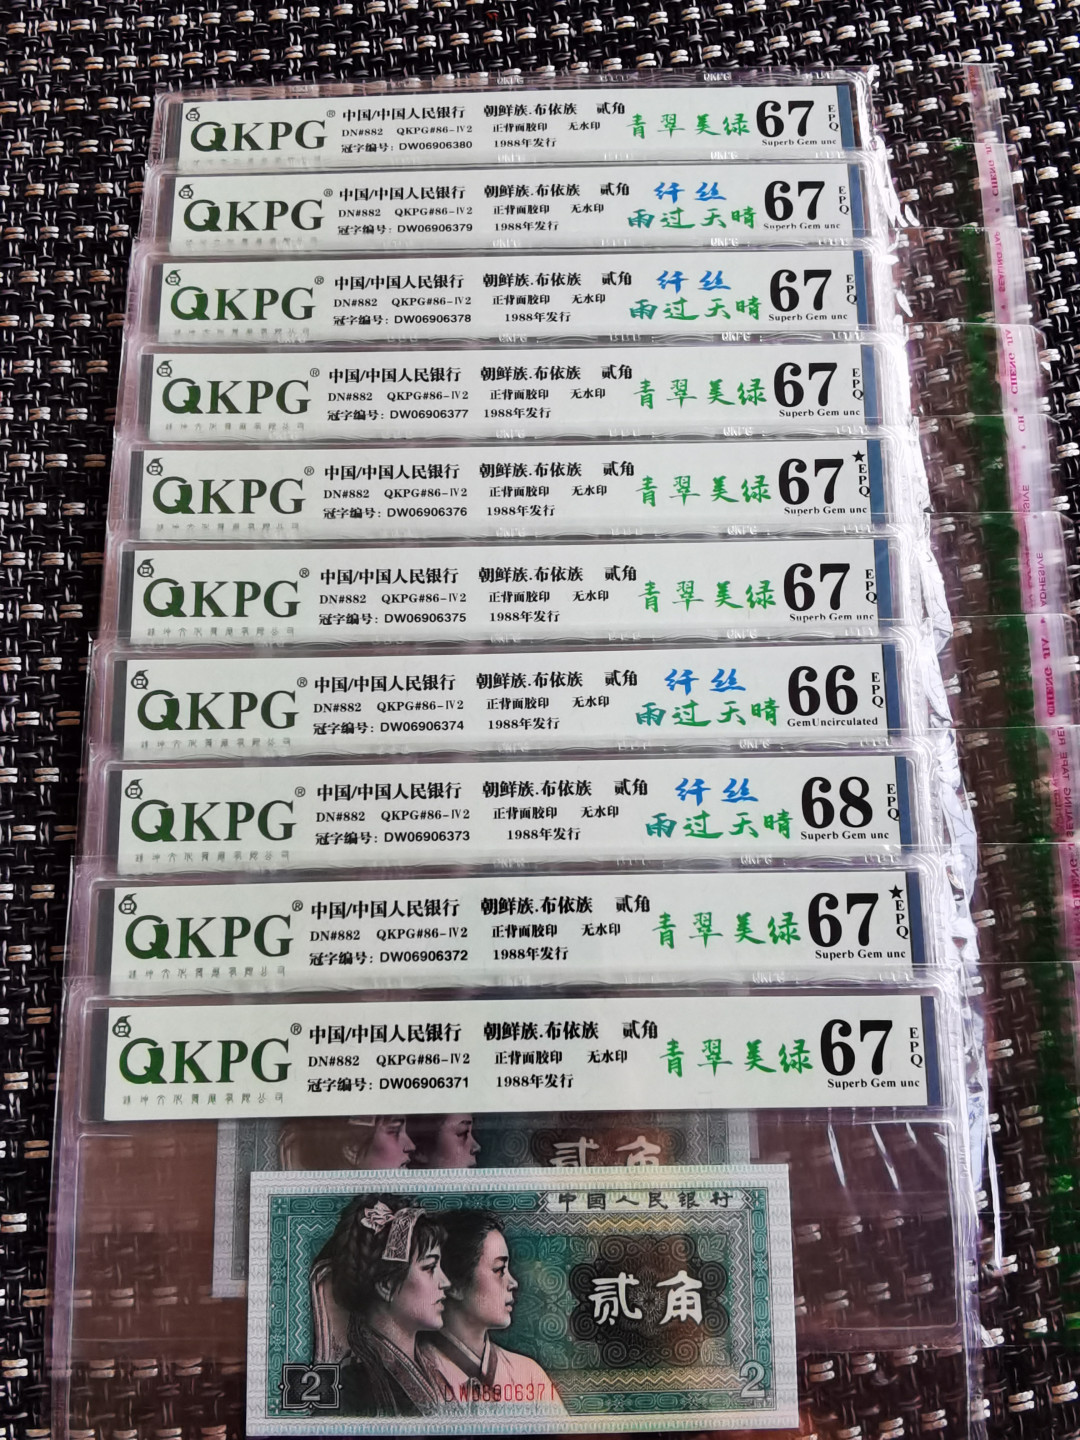 QKPG® 中国/中国人民银行 朝鲜族.布依族 贰角 青翠美绿 67 EPQ
DN#882 QKPG#86-IV2 正背面胶印 无水印 Superb Gem unc
冠字编号: DW06906380 1988年发行
QKPG® 中国/中国人民银行 朝鲜族.布依族 贰角 纤丝 67 EPQ
DN#882 QKPG#86-IV2 正背面胶印 无水印 雨过天晴
冠字编号: DW06906379 1988年发行 Superb Gem unc
QKPG® 中国/中国人民银行 朝鲜族.布依族 贰角 纤丝 67 EPQ
DN#882 QKPG#86-IV2 正背面胶印 无水印 雨过天晴
冠字编号: DW06906378 1988年发行 Superb Gem unc
QKPG® 中国/中国人民银行 朝鲜族.布依族 贰角 青翠美绿 67 EPQ
DN#882 QKPG#86-IV2 正背面胶印 无水印
冠字编号: DW06906377 1988年发行 Superb Gem unc
QKPG® 中国/中国人民银行 朝鲜族.布依族 贰角 青翠美绿 67 ★EPQ
DN#882 QKPG#86-IV2 正背面胶印 无水印
冠字编号: DW06906376 1988年发行 Superb Gem unc
QKPG® 中国/中国人民银行 朝鲜族.布依族 贰角 青翠美绿 67 EPQ
DN#882 QKPG#86-IV2 正背面胶印 无水印
冠字编号: DW06906375 1988年发行 Superb Gem unc
QKPG® 中国/中国人民银行 朝鲜族.布依族 贰角 纤丝 66 EPQ
DN#882 QKPG#86-IV2 正背面胶印 无水印 雨过天晴
冠字编号: DW06906374 1988年发行 GemUncirculated
QKPG® 中国/中国人民银行 朝鲜族.布依族 贰角 纤丝 68 EPQ
DN#882 QKPG#86-IV2 正背面胶印 无水印 雨过天晴
冠字编号: DW06906373 1988年发行 Superb Gem unc
QKPG® 中国/中国人民银行 朝鲜族.布依族 贰角 青翠美绿 67 ★EPQ
DN#882 QKPG#86-IV2 正背面胶印 无水印
冠字编号: DW06906372 1988年发行 Superb Gem unc
QKPG® 中国/中国人民银行 朝鲜族.布依族 贰角 青翠美绿 67 EPQ
DN#882 QKPG#86-IV2 正背面胶印 无水印
冠字编号: DW06906371 1988年发行 Superb Gem unc
贰角
中国人民银行
贰角
2 DW06906371 2